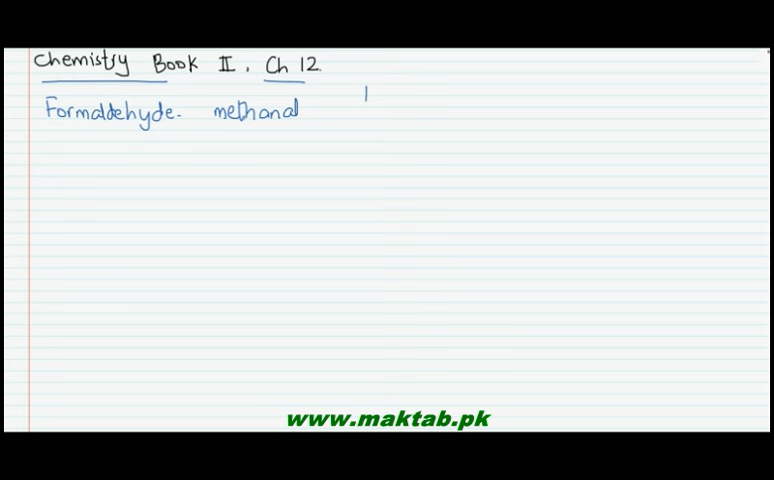 Chemistry Book II. Ch 12.
Formaldehyde. methanal
www.maktab.pk